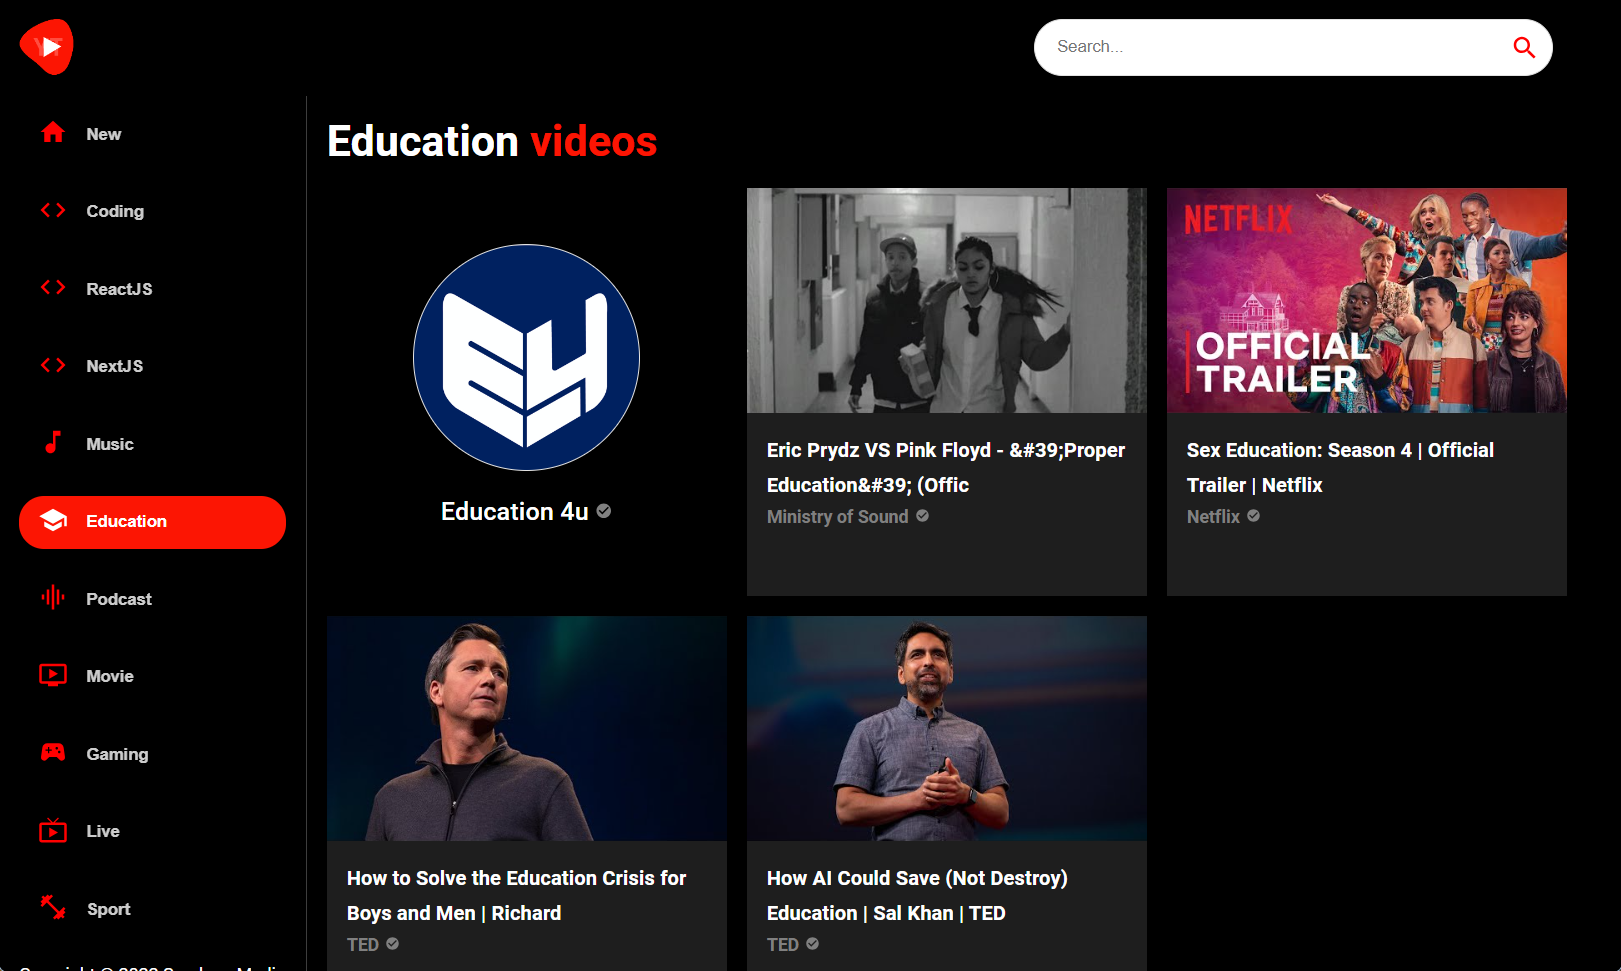 YT
Search...
New
Coding
ReactJS
NextJS
Music
Education
Podcast
Movie
Gaming
Live
Sport
Education videos
E4
Education 4u
Eric Prydz VS Pink Floyd - &#39;Proper
Education&#39; (Offic
Ministry of Sound
NETFLIX
OFFICIAL
TRAILER
Sex Education: Season 4 | Official
Trailer | Netflix
Netflix
How to Solve the Education Crisis for
Boys and Men | Richard
TED
How AI Could Save (Not Destroy)
Education | Sal Khan | TED
TED